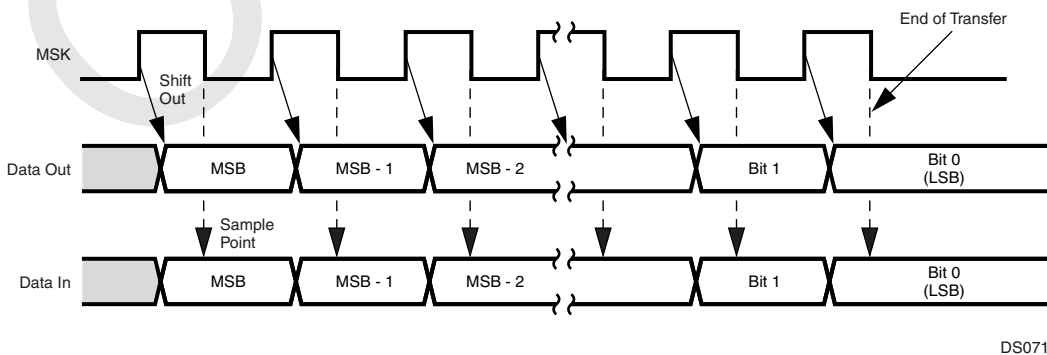 End of Transfer
MSK
Shift
Out
Data Out
MSB
MSB - 1
MSB - 2
Bit 1
Bit 0
(LSB)
Sample
Point
Data In
MSB
MSB - 1
MSB - 2
Bit 1
Bit 0
(LSB)
DS071